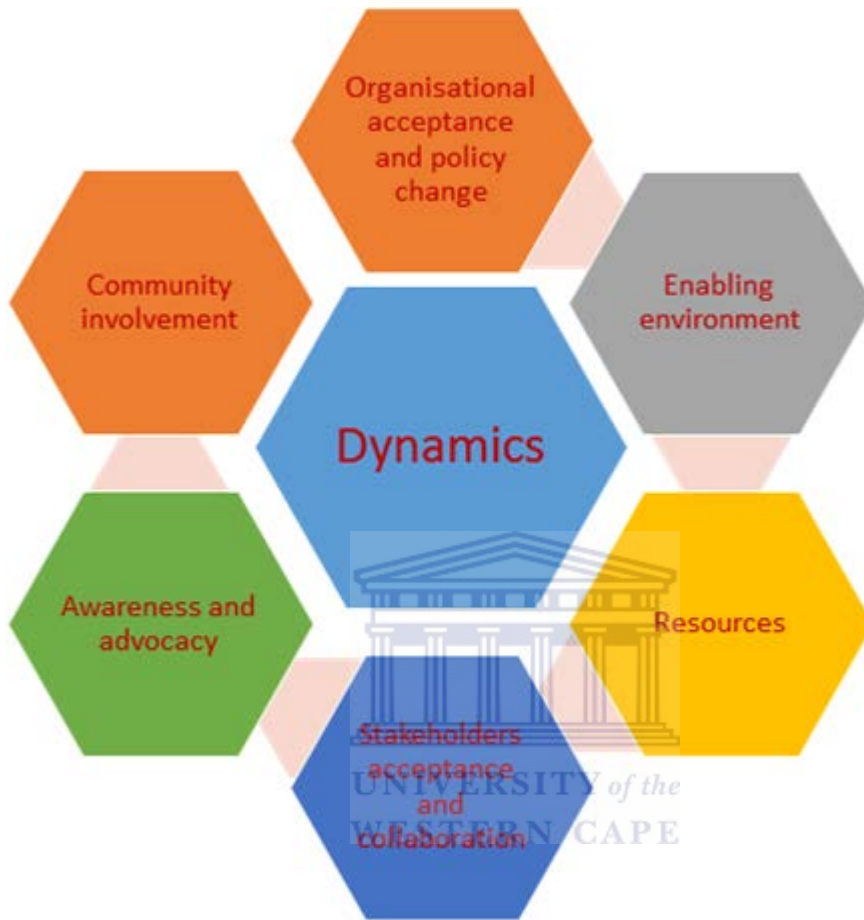 Organisational
acceptance
and policy
change
Community
involvement
Enabling
environment
Dynamics
Awareness and
advocacy
Resources
Stakeholders
acceptance
and
collaboration
UNIVERSITY of the
WESTERN CAPE